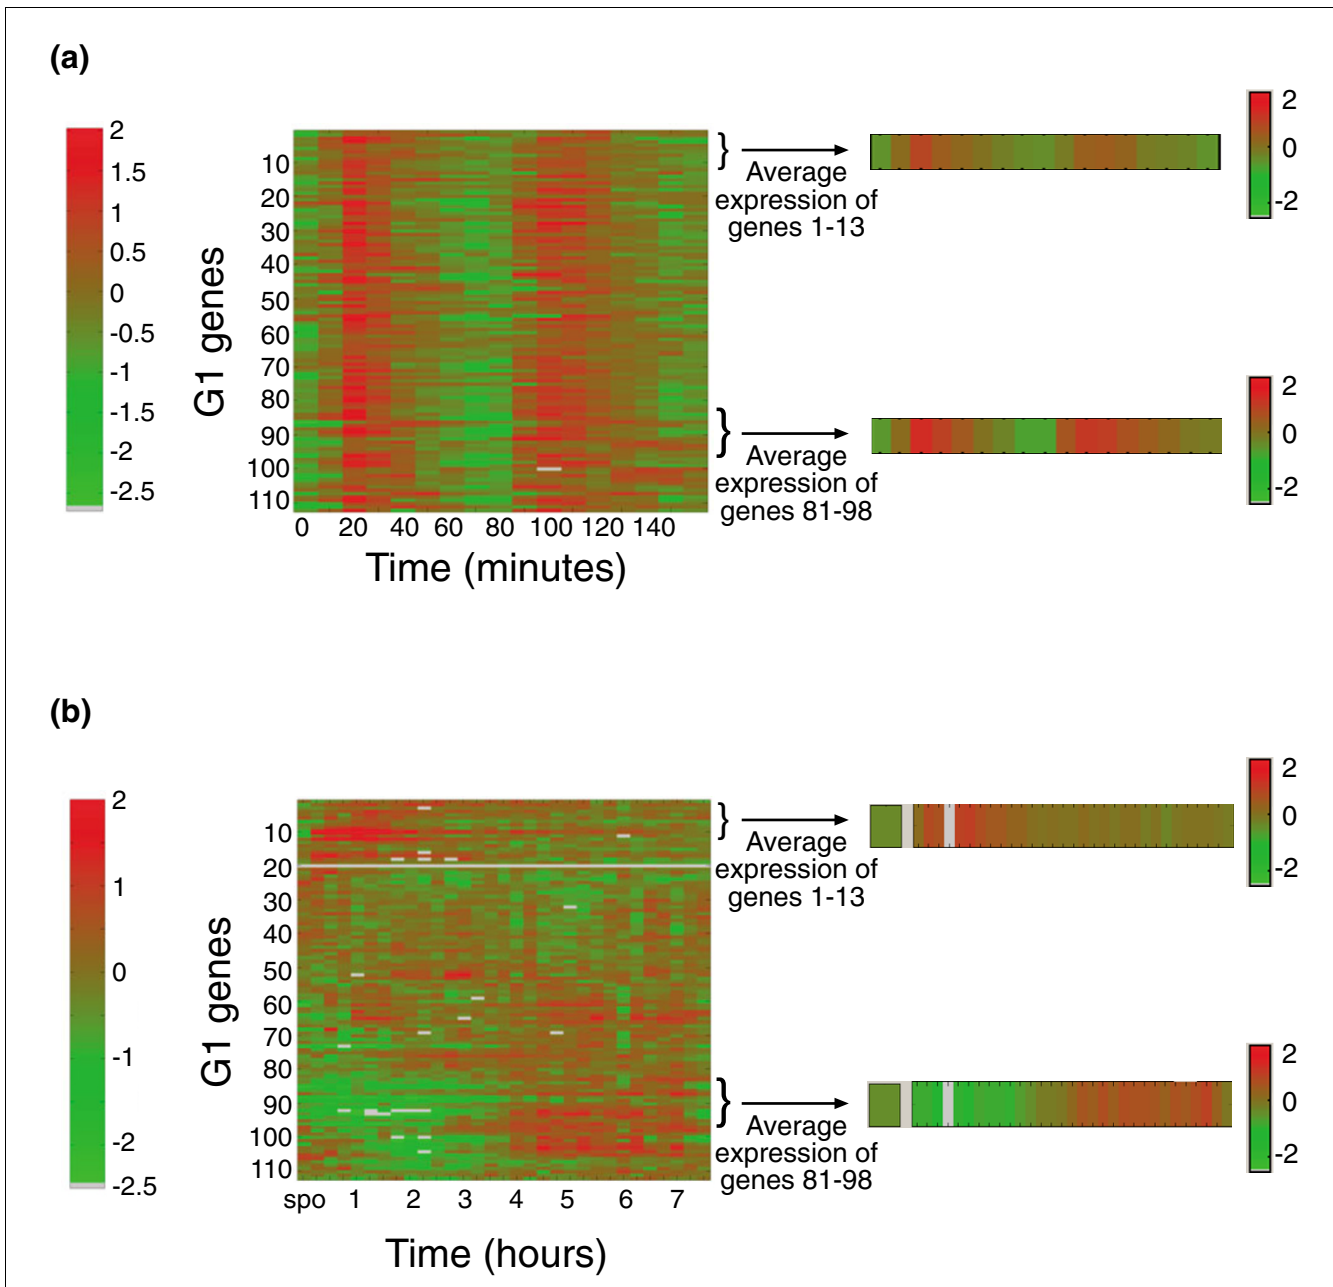 (a)
2
1.5
1
0.5
0
-0.5
-1
-1.5
-2
-2.5
G1 genes
10
20
30
40
50
60
70
80
90
100
110
0 20 40 60 80 100 120 140
Time (minutes)
}
Average
expression of
genes 1-13
2
0
-2
}
Average
expression of
genes 81-98
2
0
-2
(b)
2
1
0
-1
-2
-2.5
G1 genes
10
20
30
40
50
60
70
80
90
100
110
spo 1 2 3 4 5 6 7
Time (hours)
}
Average
expression of
genes 1-13
2
0
-2
}
Average
expression of
genes 81-98
2
0
-2